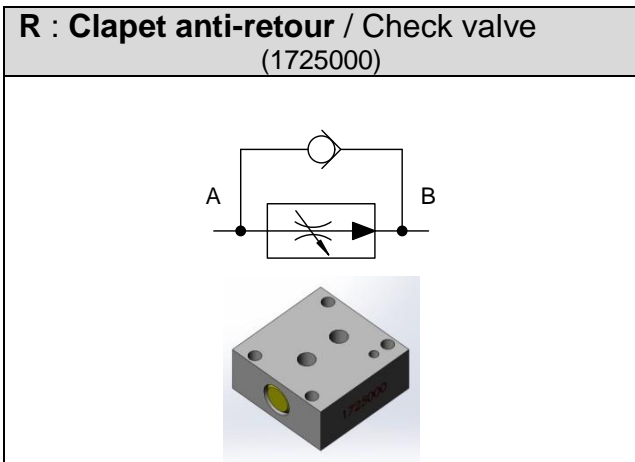 R : Clapet anti-retour / Check valve
(1725000)
A B
1725000